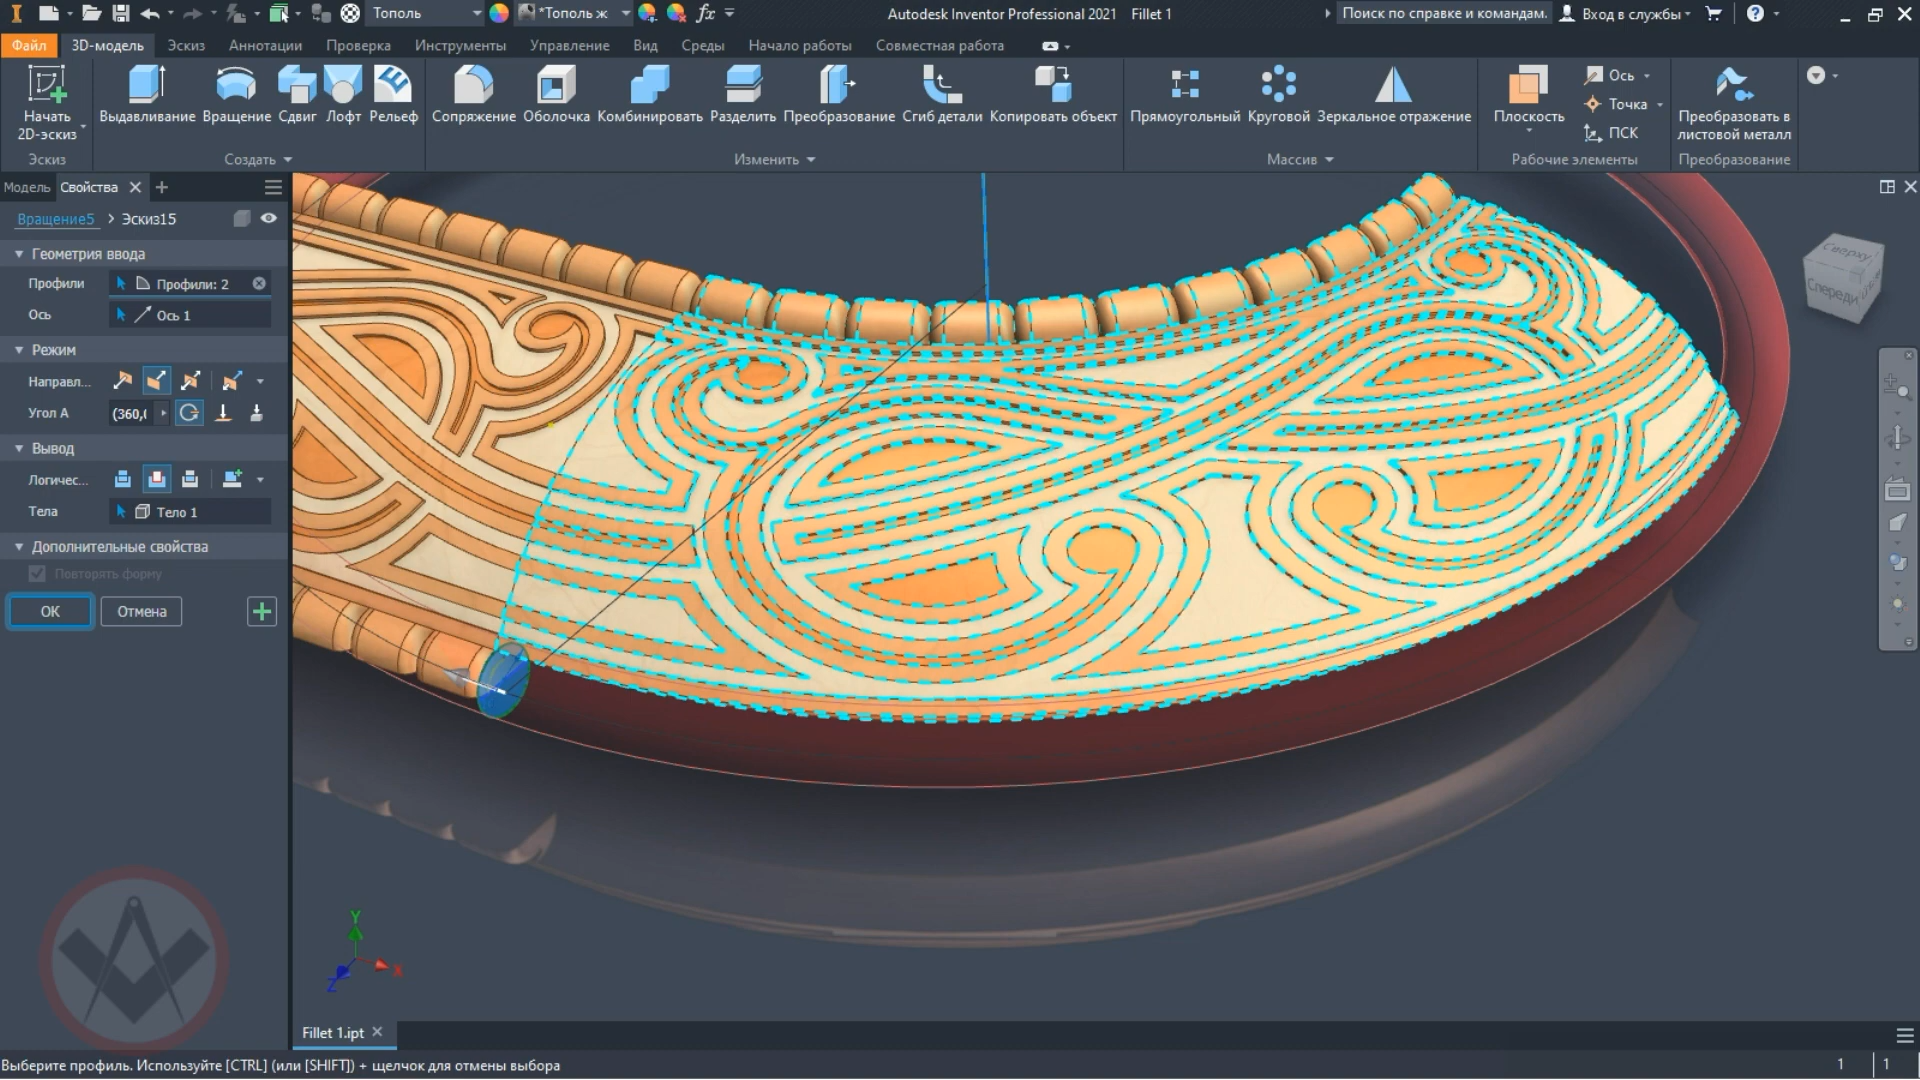 Тополь
*Тополь ж
fx
Autodesk Inventor Professional 2021 Fillet 1
Поиск по справке и командам.
Вход в службы
Файл
3D-модель
Эскиз
Аннотации
Проверка
Инструменты
Управление
Вид
Среды
Начало работы
Совместная работа
Начать
2D-эскиз
Выдавливание
Вращение
Сдвиг
Лофт
Рельеф
Сопряжение
Оболочка
Комбинировать
Разделить
Преобразование
Сгиб детали
Копировать объект
Прямоугольный
Круговой
Зеркальное отражение
Плоскость
Ось
Точка
ПСК
Преобразовать в
листовой металл
Эскиз
Создать
Изменить
Массив
Рабочие элементы
Преобразование
Модель
Свойства
Вращение5 > Эскиз15
Геометрия ввода
Профили
Профили: 2
Ось
Ось 1
Режим
Направл...
Угол A
(360,(
Вывод
Логичес...
Тела
Тело 1
Дополнительные свойства
Повторять форму
ОК
Отмена
Сверху
Спереди
Y
X
Z
Fillet 1.ipt
Выберите профиль. Используйте [CTRL] (или [SHIFT]) + щелчок для отмены выбора
1
1